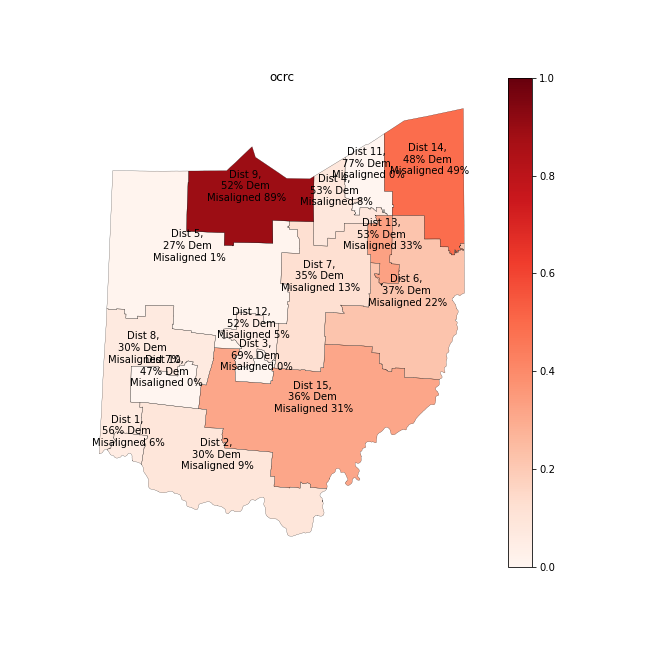 ocrc
Dist 11,
77% Dem
Misaligned 0%
Dist 14,
48% Dem
Misaligned 49%
Dist 9,
52% Dem
Misaligned 89%
Dist 4,
53% Dem
Misaligned 8%
Dist 13,
53% Dem
Misaligned 33%
Dist 5,
27% Dem
Misaligned 1%
Dist 7,
35% Dem
Misaligned 13%
Dist 6,
37% Dem
Misaligned 22%
Dist 12,
52% Dem
Misaligned 5%
Dist 3,
69% Dem
Misaligned 0%
Dist 8,
30% Dem
Misaligned
Dist 10,
47% Dem
Misaligned 0%
Dist 15,
36% Dem
Misaligned 31%
Dist 1,
56% Dem
Misaligned 6%
Dist 2,
30% Dem
Misaligned 9%
1.0
0.8
0.6
0.4
0.2
0.0